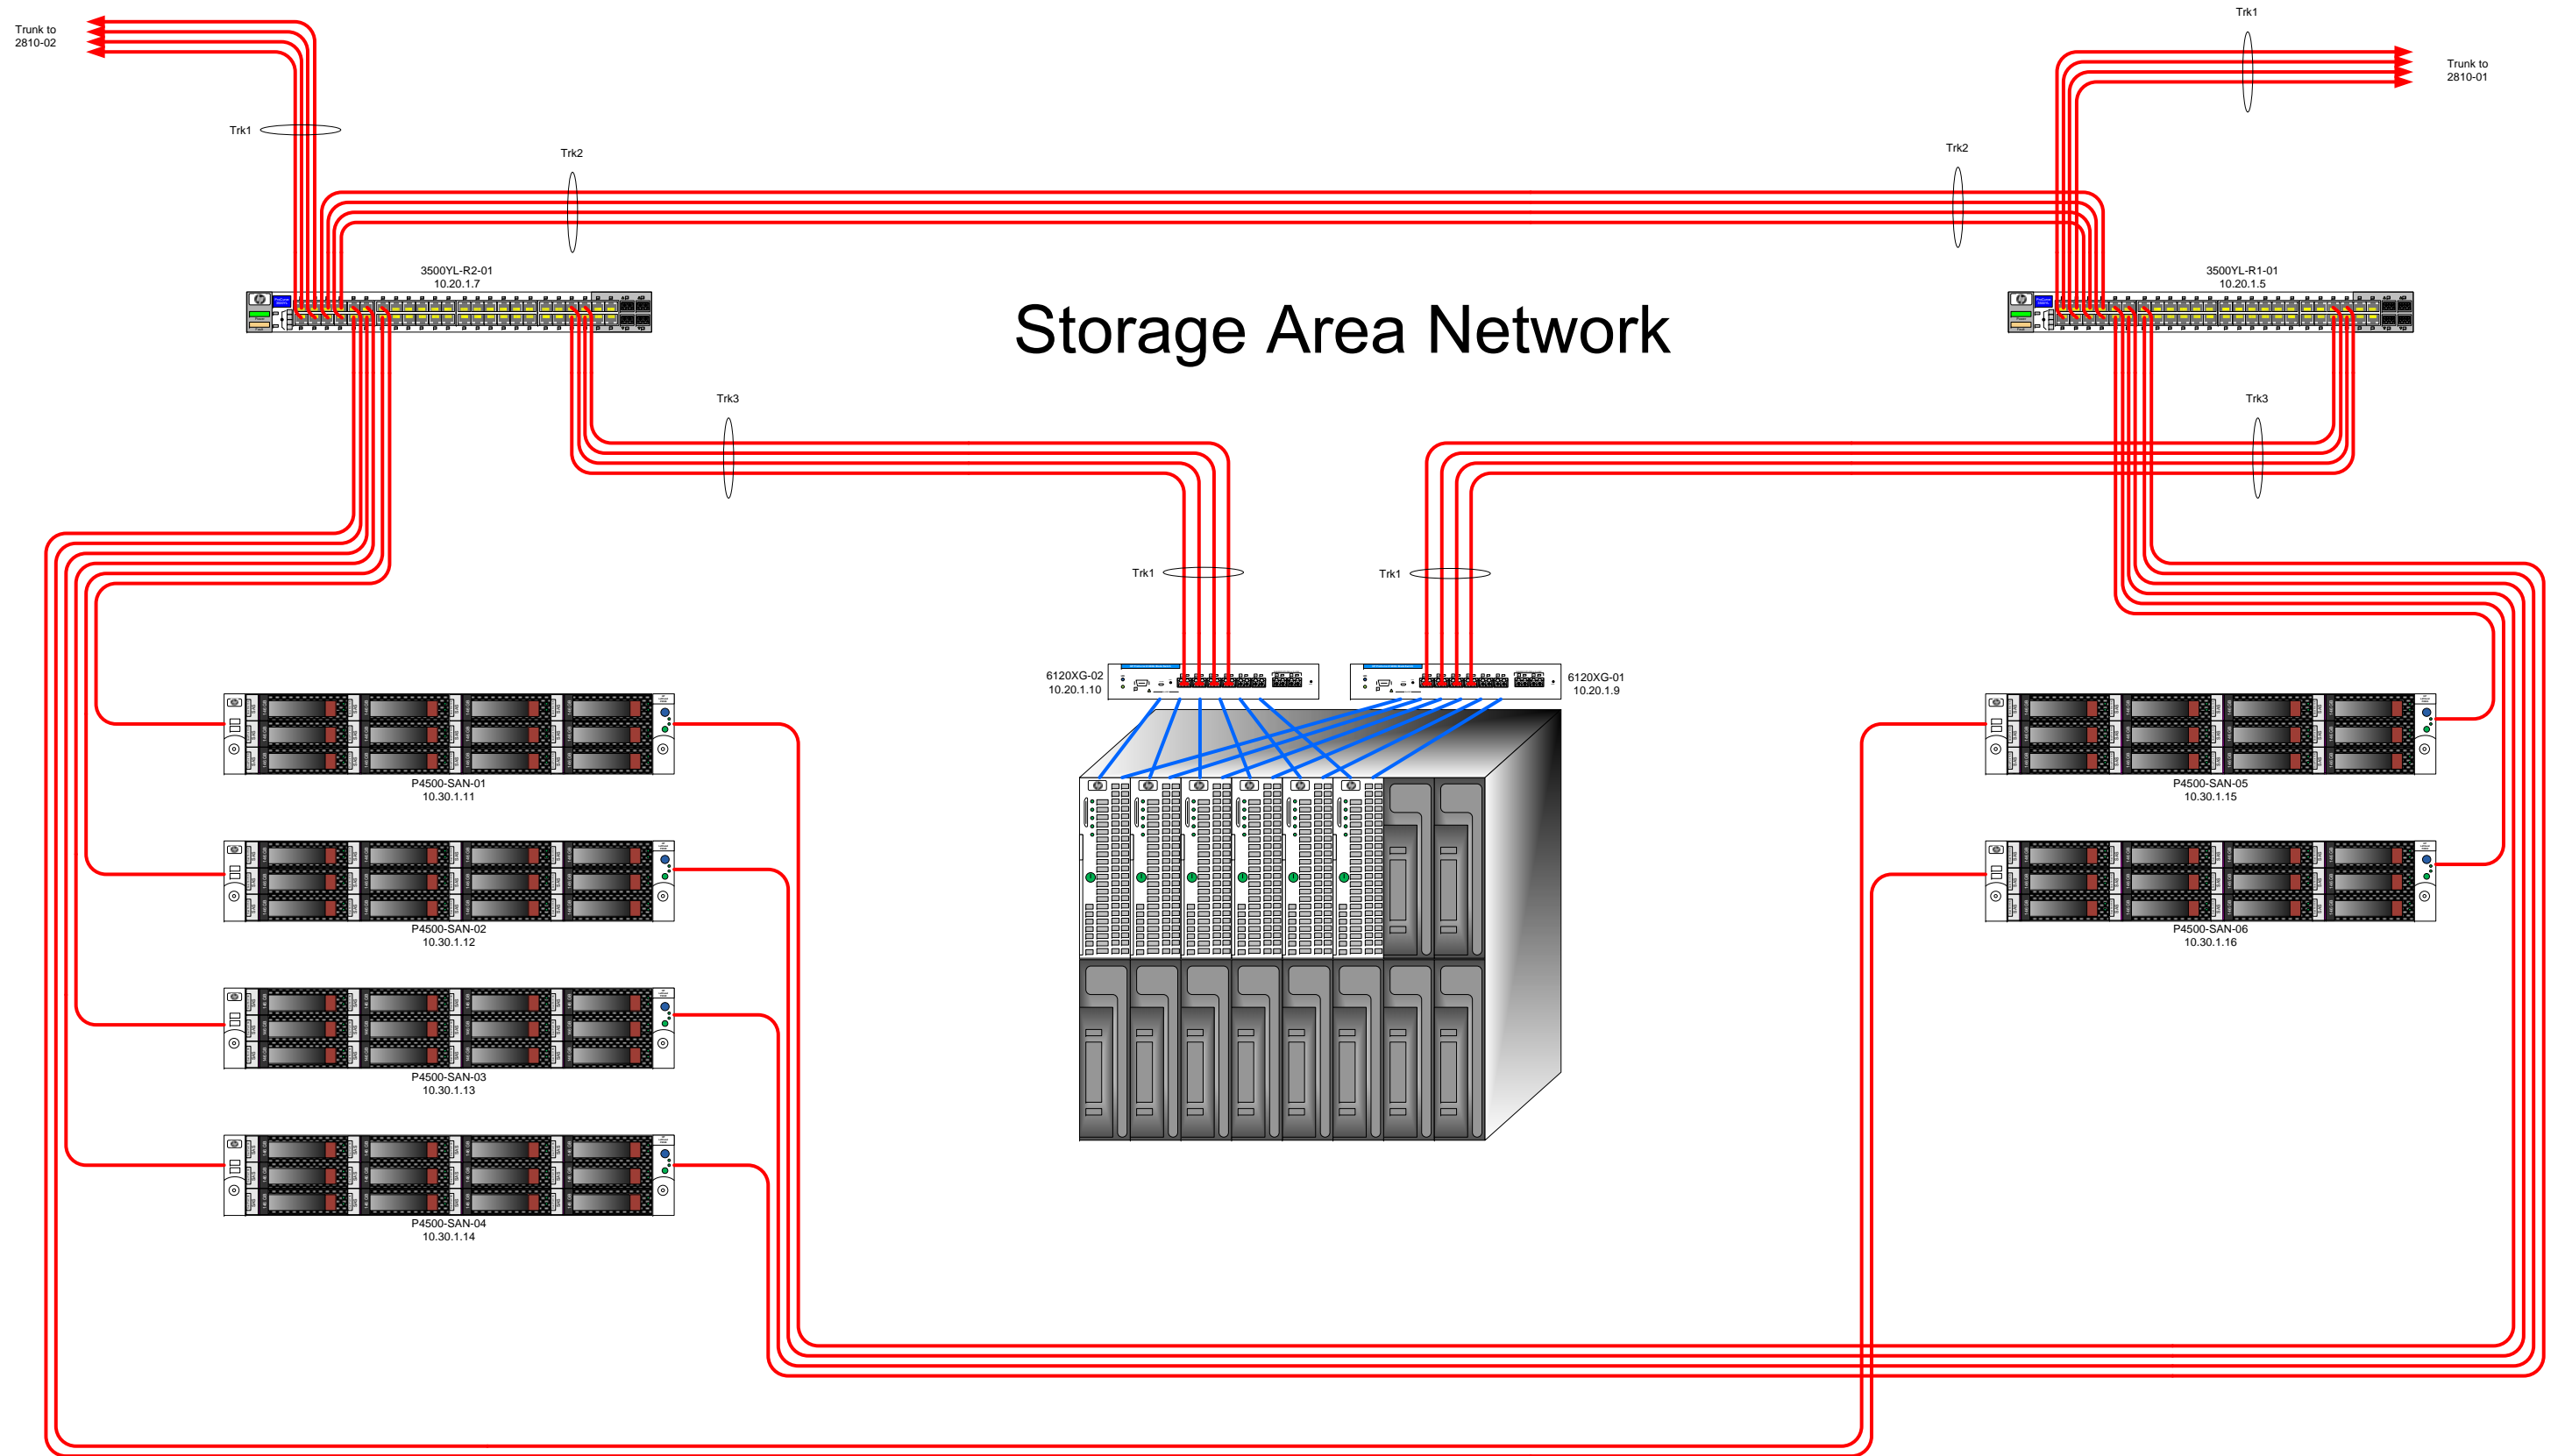 Trk1
Trunk to
2810-02
Trunk to
2810-01
Trk1
Trk2
Trk2
3500YL-R2-01
10.20.1.7
3500YL-R1-01
10.20.1.5
Storage Area Network
Trk3
Trk3
Trk1
Trk1
6120XG-02
10.20.1.10
6120XG-01
10.20.1.9
P4500-SAN-01
10.30.1.11
P4500-SAN-05
10.30.1.15
P4500-SAN-02
10.30.1.12
P4500-SAN-06
10.30.1.16
P4500-SAN-03
10.30.1.13
P4500-SAN-04
10.30.1.14